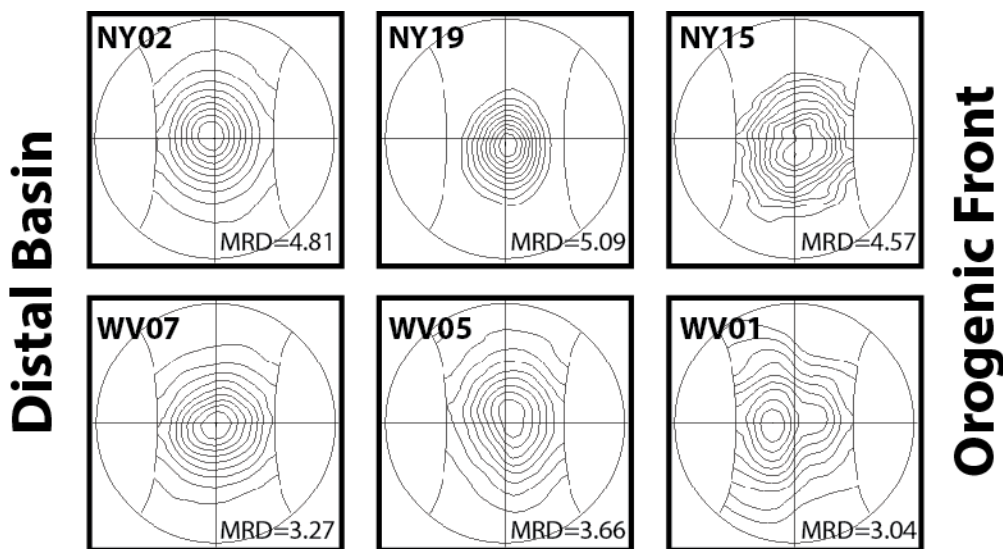 Distal Basin
NY02
MRD=4.81
NY19
MRD=5.09
NY15
MRD=4.57
WV07
MRD=3.27
WV05
MRD=3.66
WV01
MRD=3.04
Orogenic Front